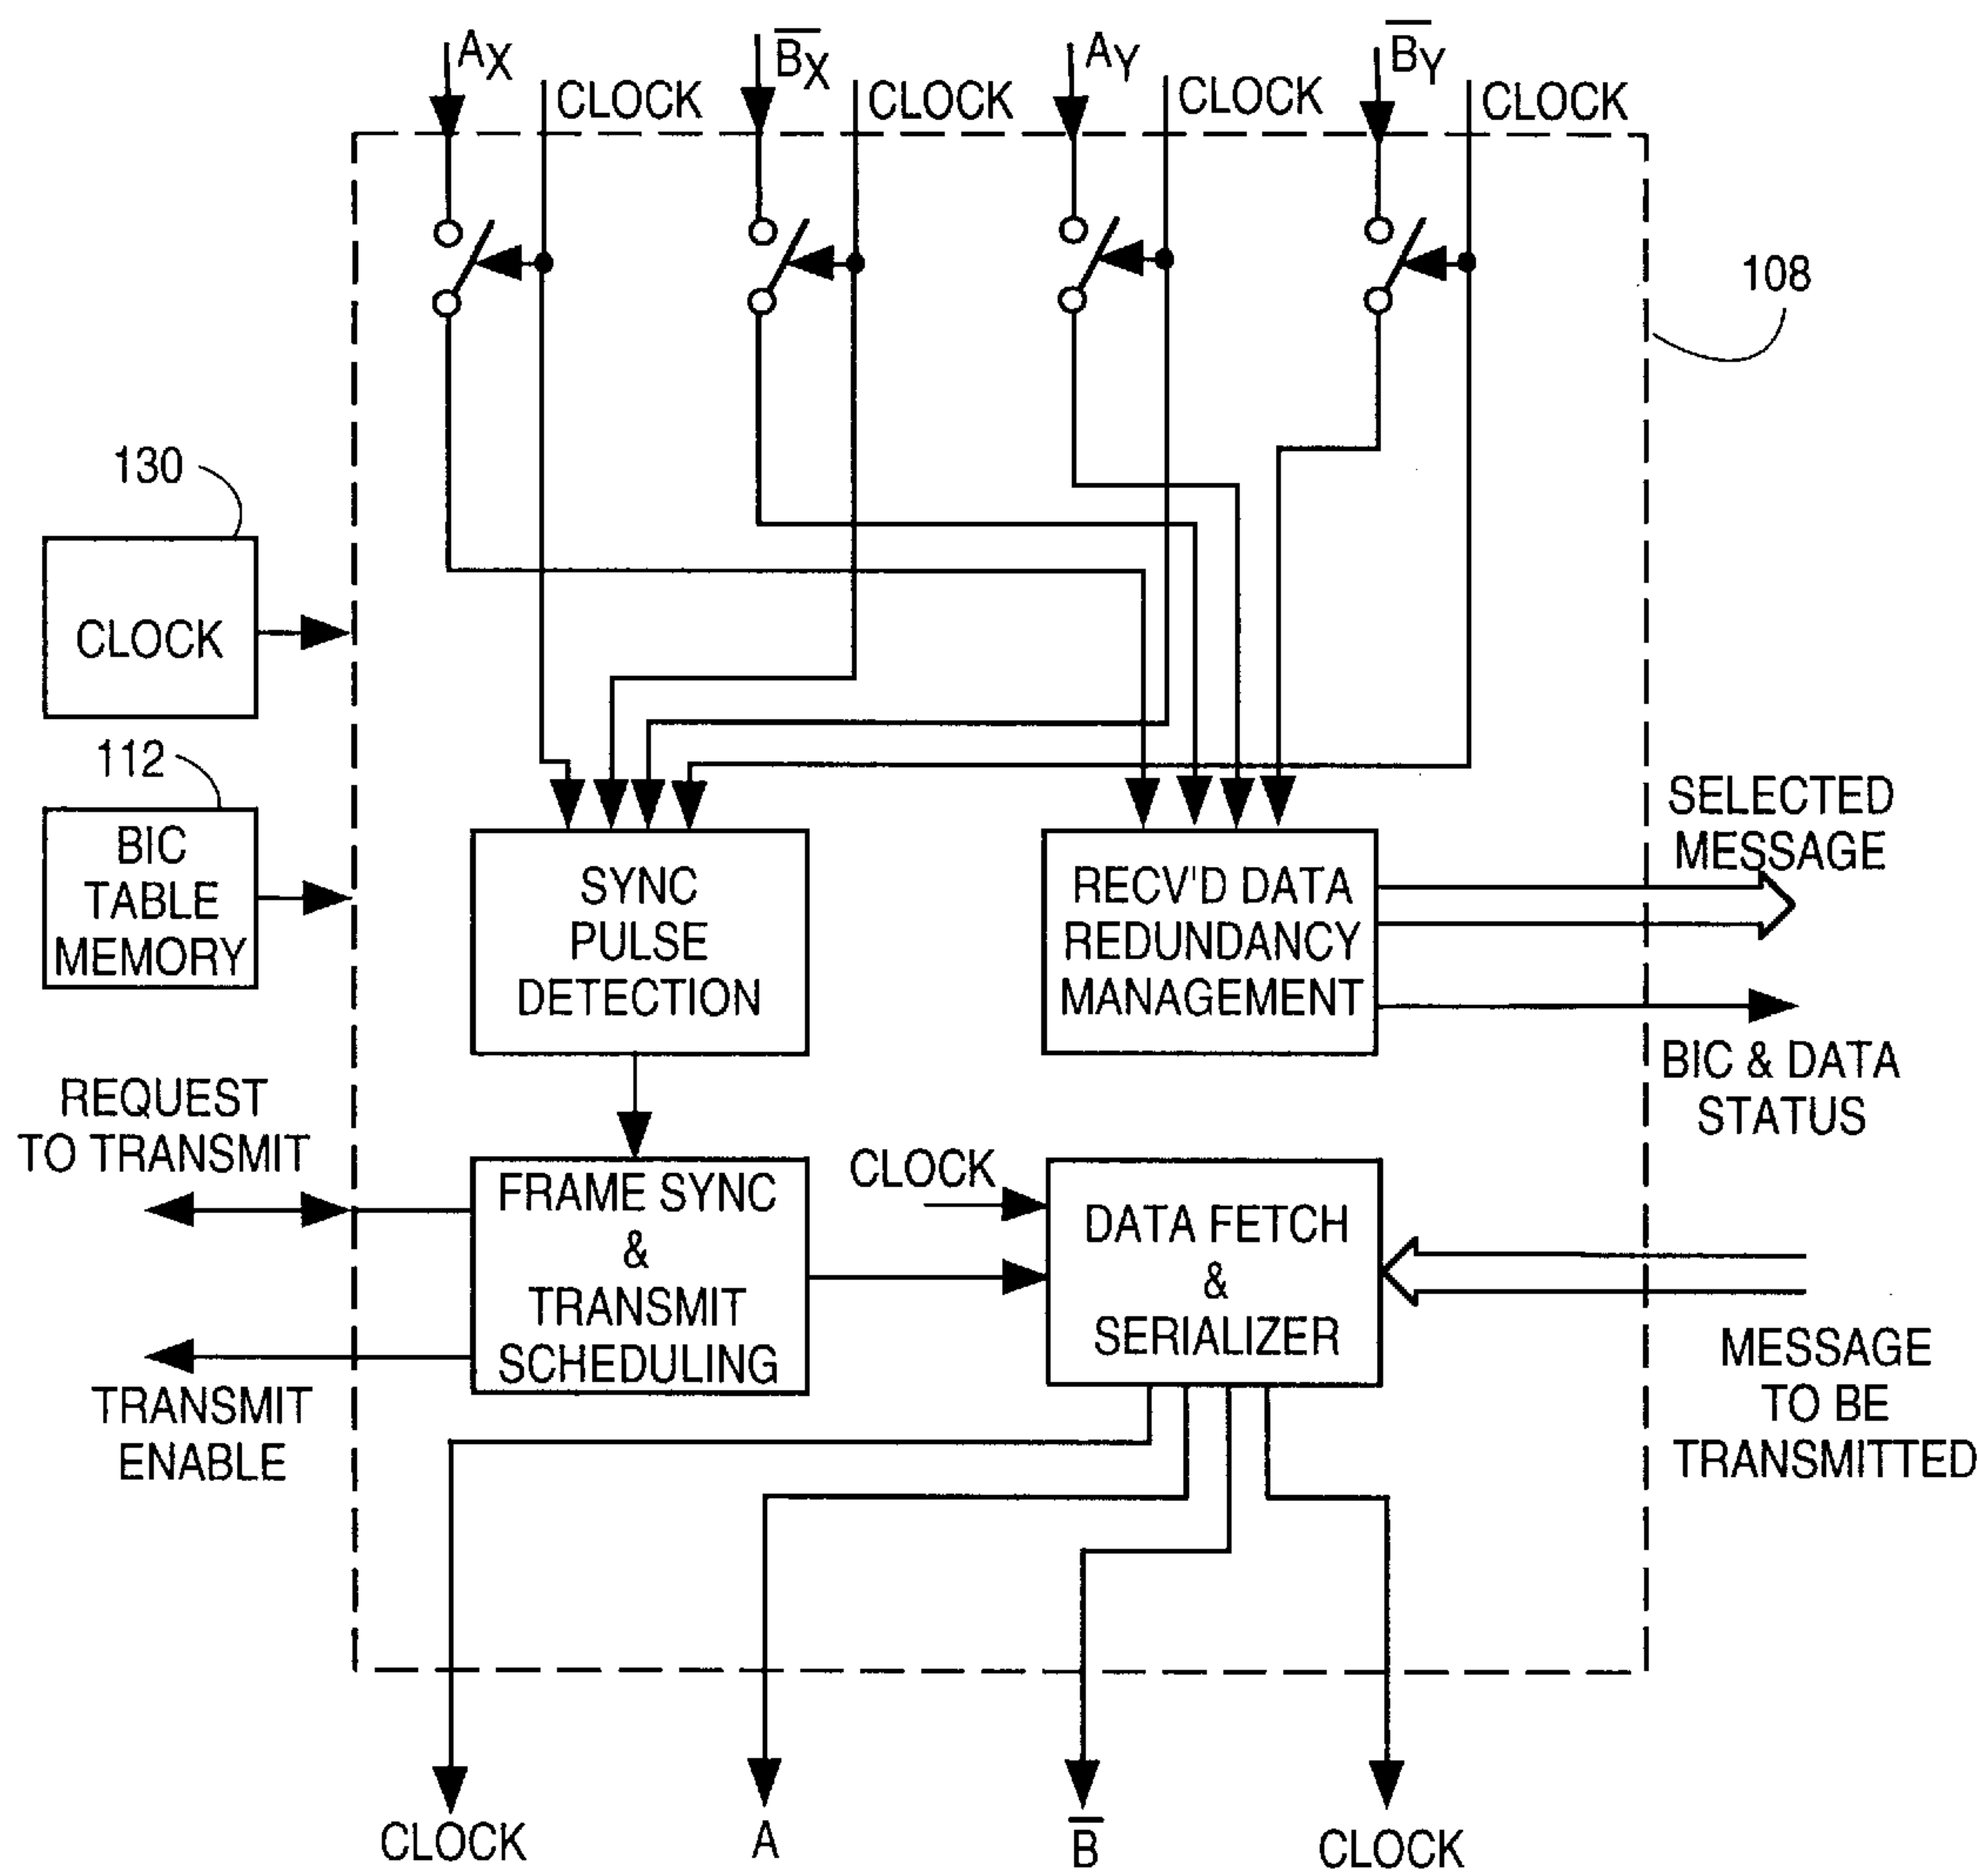 Ax
CLOCK
B̅x
CLOCK
AY
CLOCK
B̅Y
CLOCK
108
130
CLOCK
112
BIC
TABLE
MEMORY
SYNC
PULSE
DETECTION
RECV'D DATA
REDUNDANCY
MANAGEMENT
SELECTED
MESSAGE
BIC & DATA
STATUS
REQUEST
TO TRANSMIT
FRAME SYNC
&
TRANSMIT
SCHEDULING
CLOCK
DATA FETCH
&
SERIALIZER
TRANSMIT
ENABLE
MESSAGE
TO BE
TRANSMITTED
CLOCK
A
B̅
CLOCK